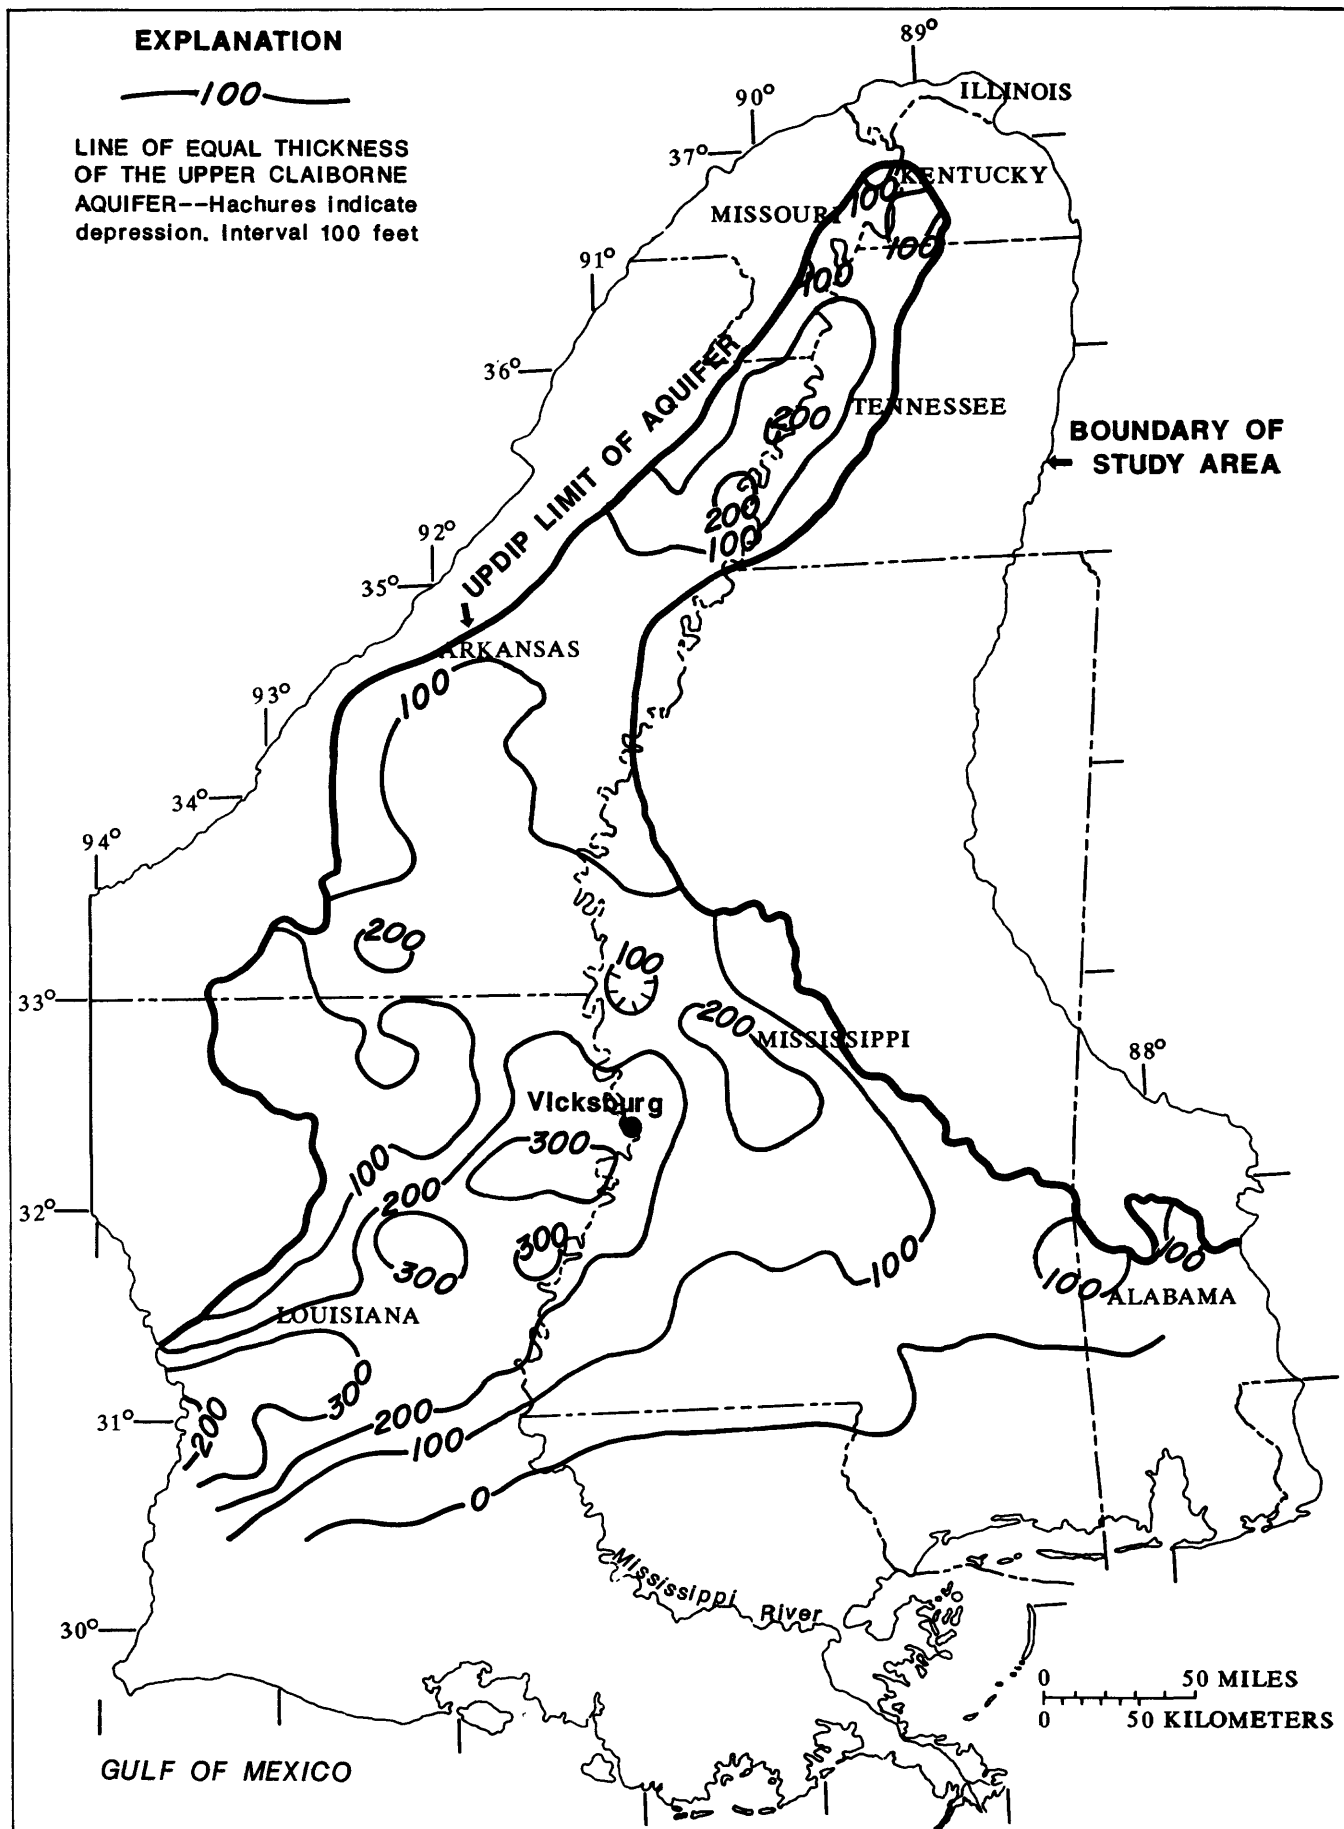 EXPLANATION
100
LINE OF EQUAL THICKNESS
OF THE UPPER CLAIBORNE
AQUIFER--Hachures indicate
depression. Interval 100 feet
89°
90°
ILLINOIS
37°
KENTUCKY
100
MISSOURI
100
91°
100
36°
UPDIP LIMIT OF AQUIFER
200
TENNESSEE
BOUNDARY OF
STUDY AREA
200
100
92°
35°
ARKANSAS
100
93°
34°
94°
200
100
33°
200
MISSISSIPPI
88°
Vicksburg
300
100
200
32°
300
300
100
100
100
ALABAMA
LOUISIANA
300
200
31°
200
100
0
Mississippi River
30°
0 50 MILES
0 50 KILOMETERS
GULF OF MEXICO